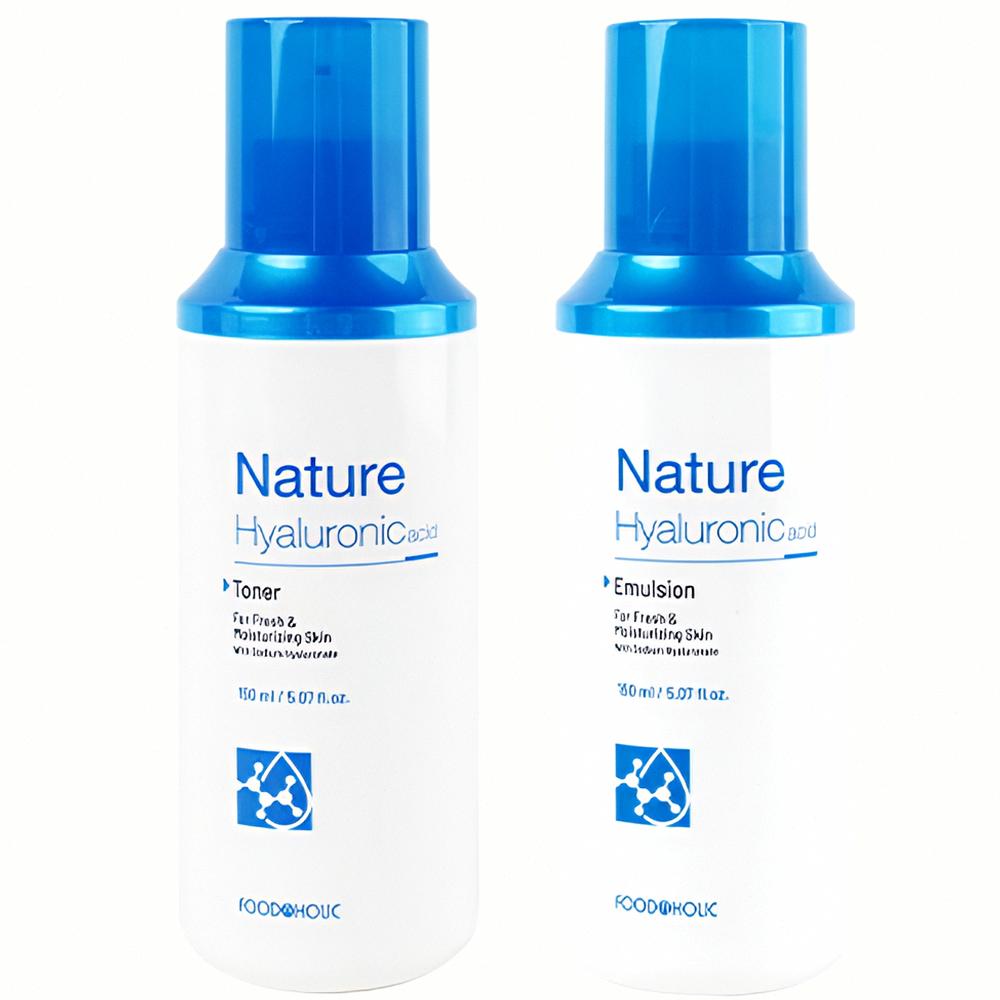 Nature
Hyaluronic acid
Toner
For Fresh &
Moisturizing Skin
150 ml / 5.07 fl.oz.
FOODAHOLIC
Nature
Hyaluronic acid
Emulsion
For Fresh &
Moisturizing Skin
150 ml / 5.07 fl.oz.
FOODAHOLIC